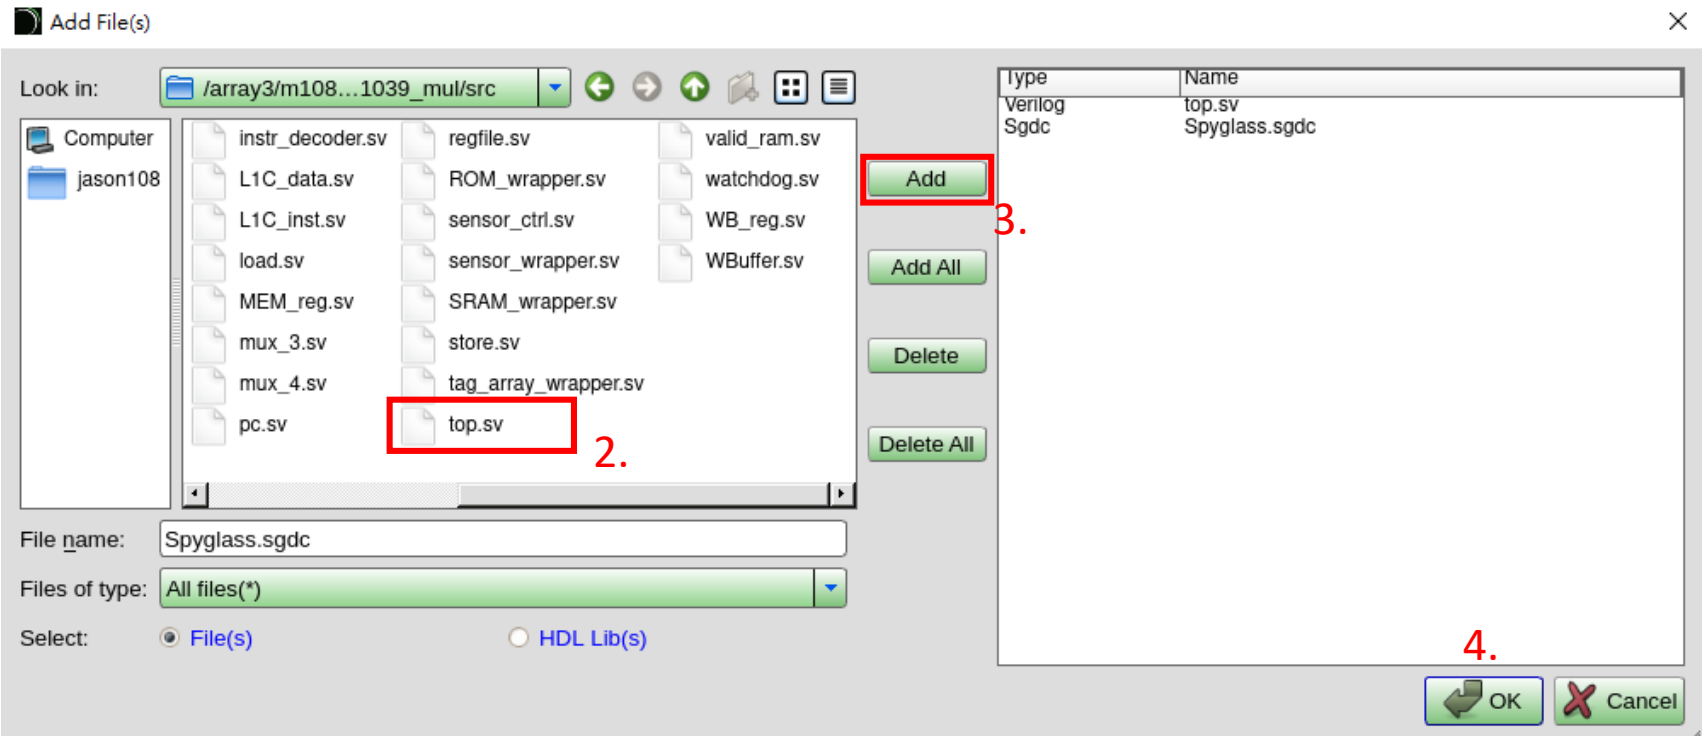 Add File(s)
Look in:
/array3/m108...1039_mul/src
Computer
jason108
instr_decoder.sv
L1C_data.sv
L1C_inst.sv
load.sv
MEM_reg.sv
mux_3.sv
mux_4.sv
pc.sv
regfile.sv
ROM_wrapper.sv
sensor_ctrl.sv
sensor_wrapper.sv
SRAM_wrapper.sv
store.sv
tag_array_wrapper.sv
top.sv
2.
valid_ram.sv
watchdog.sv
WB_reg.sv
WBuffer.sv
Add
3.
Add All
Delete
Delete All
Type Name
Verilog top.sv
Sgdc Spyglass.sgdc
File name: Spyglass.sgdc
Files of type: All files(*)
Select: File(s) HDL Lib(s)
4.
OK Cancel